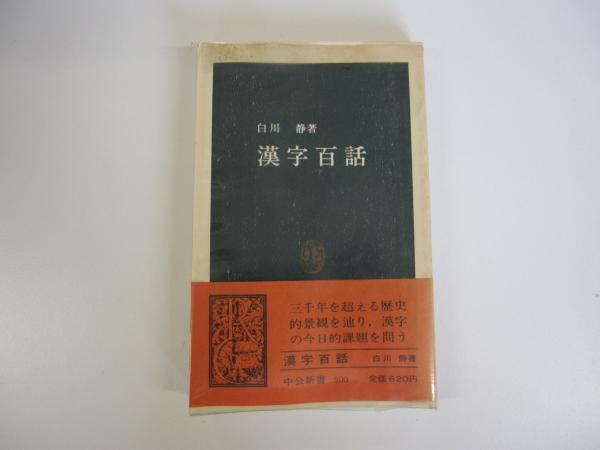 白川 静著
漢字百話
三千年を超える歴史
的景観を辿り，漢字
の今日的課題を問う
漢字百話 白川 静著
中公新書 500 定価620円